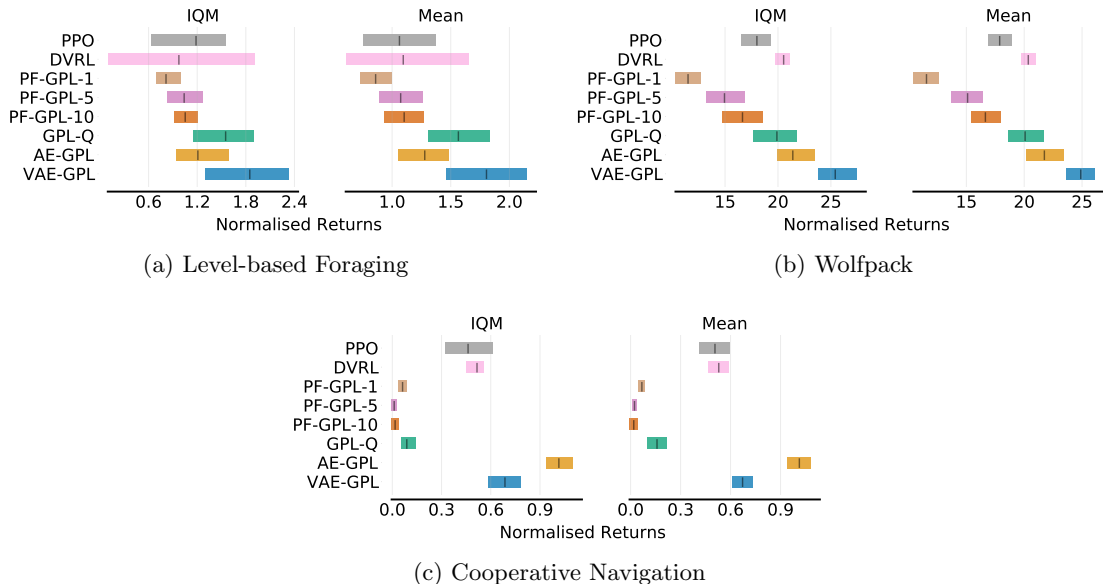 IQM Mean
PPO
DVRL
PF-GPL-1
PF-GPL-5
PF-GPL-10
GPL-Q
AE-GPL
VAE-GPL
0.6 1.2 1.8 2.4 1.0 1.5 2.0
Normalised Returns
(a) Level-based Foraging
IQM Mean
PPO
DVRL
PF-GPL-1
PF-GPL-5
PF-GPL-10
GPL-Q
AE-GPL
VAE-GPL
15 20 25 15 20 25
Normalised Returns
(b) Wolfpack
IQM Mean
PPO
DVRL
PF-GPL-1
PF-GPL-5
PF-GPL-10
GPL-Q
AE-GPL
VAE-GPL
0.0 0.3 0.6 0.9 0.0 0.3 0.6 0.9
Normalised Returns
(c) Cooperative Navigation